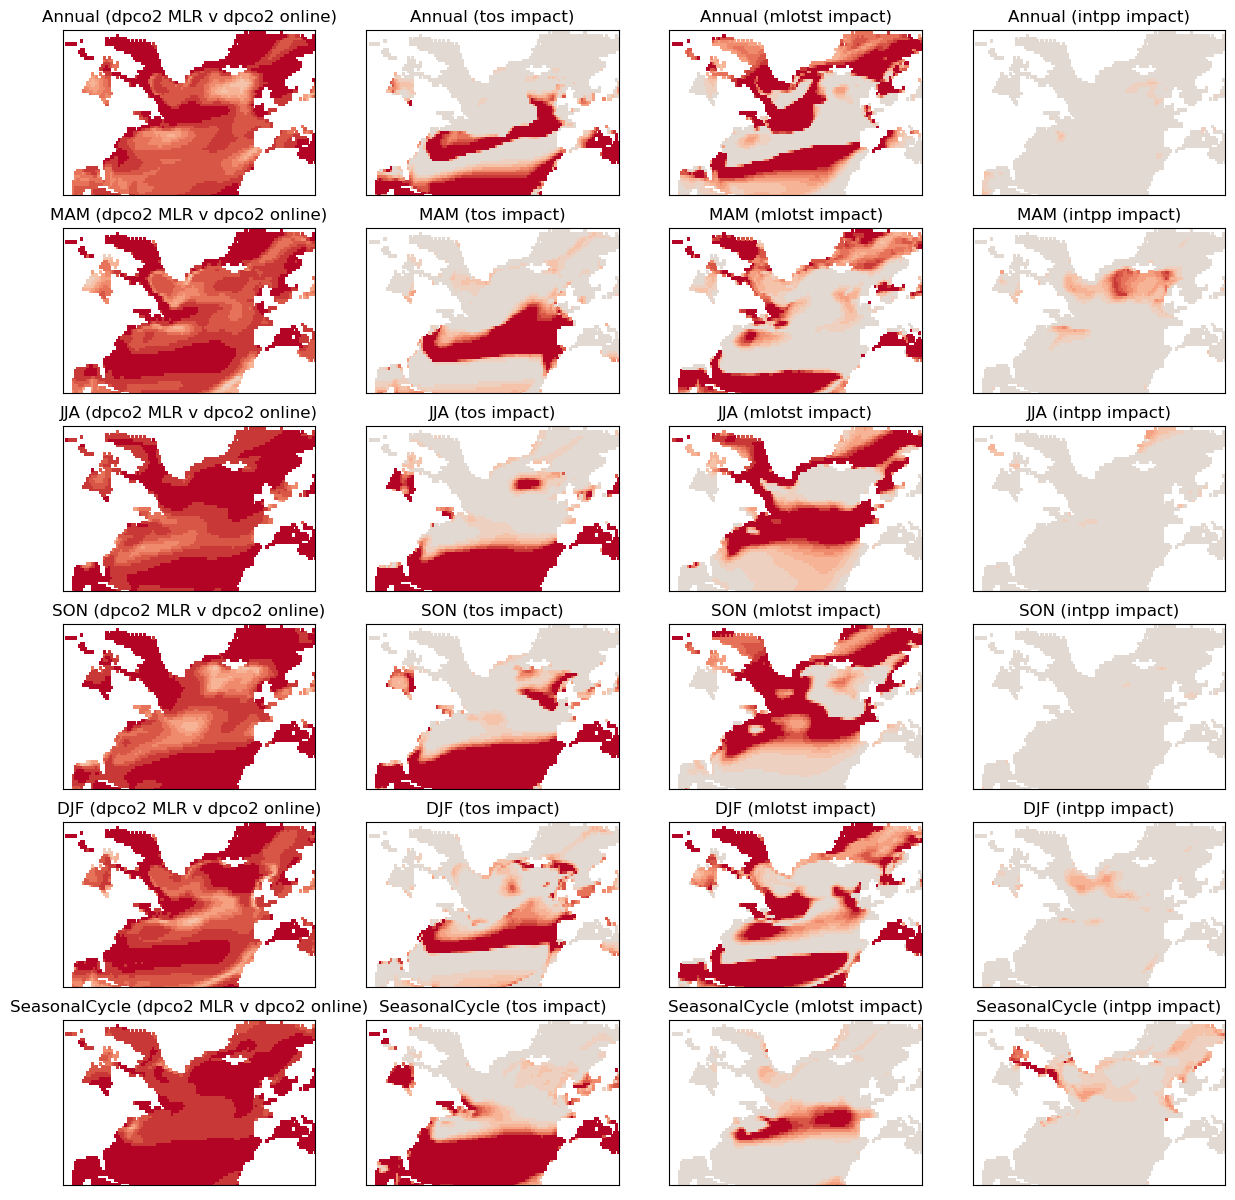 Annual (dpco2 MLR v dpco2 online)
Annual (tos impact)
Annual (mlotst impact)
Annual (intpp impact)
MAM (dpco2 MLR v dpco2 online)
MAM (tos impact)
MAM (mlotst impact)
MAM (intpp impact)
JJA (dpco2 MLR v dpco2 online)
JJA (tos impact)
JJA (mlotst impact)
JJA (intpp impact)
SON (dpco2 MLR v dpco2 online)
SON (tos impact)
SON (mlotst impact)
SON (intpp impact)
DJF (dpco2 MLR v dpco2 online)
DJF (tos impact)
DJF (mlotst impact)
DJF (intpp impact)
SeasonalCycle (dpco2 MLR v dpco2 online)
SeasonalCycle (tos impact)
SeasonalCycle (mlotst impact)
SeasonalCycle (intpp impact)